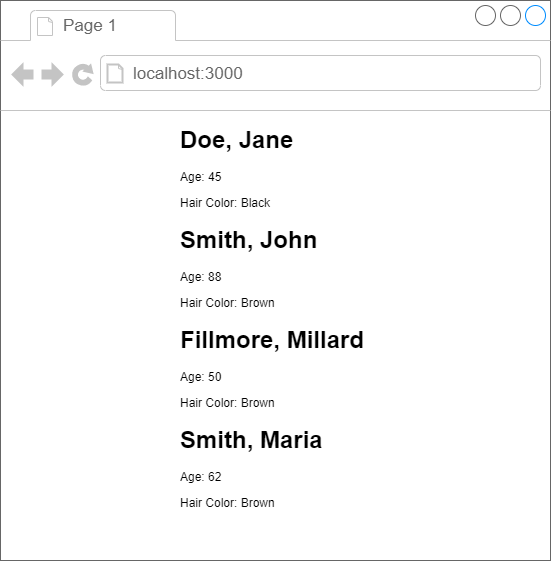 Page 1
localhost:3000
Doe, Jane
Age: 45
Hair Color: Black
Smith, John
Age: 88
Hair Color: Brown
Fillmore, Millard
Age: 50
Hair Color: Brown
Smith, Maria
Age: 62
Hair Color: Brown